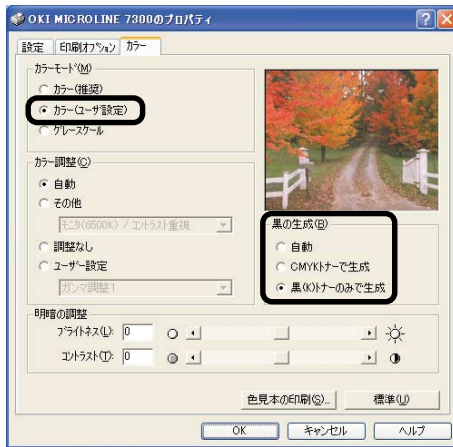 OKI MICROLINE 7300のプロパティ
設定 印刷オプション カラー
カラーモード(M)
カラー(推奨)
カラー(ユーザ設定)
グレースケール
カラー調整(C)
自動
その他
モニタ(6500K) / コントラスト重視
調整なし
ユーザー設定
ガンマ調整1
黒の生成(B)
自動
CMYKトナーで生成
黒(K)トナーのみで生成
明暗の調整
ブライトネス(L): 0
コントラスト(T): 0
色見本の印刷(S)... 標準(U)
OK キャンセル ヘルプ